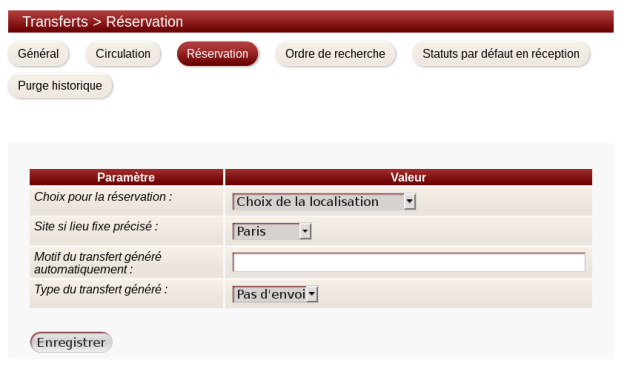 Transferts > Réservation
Général
Circulation
Réservation
Ordre de recherche
Statuts par défaut en réception
Purge historique
Paramètre
Valeur
Choix pour la réservation :
Choix de la localisation
Site si lieu fixe précisé :
Paris
Motif du transfert généré
automatiquement :
Type du transfert généré :
Pas d'envoi
Enregistrer